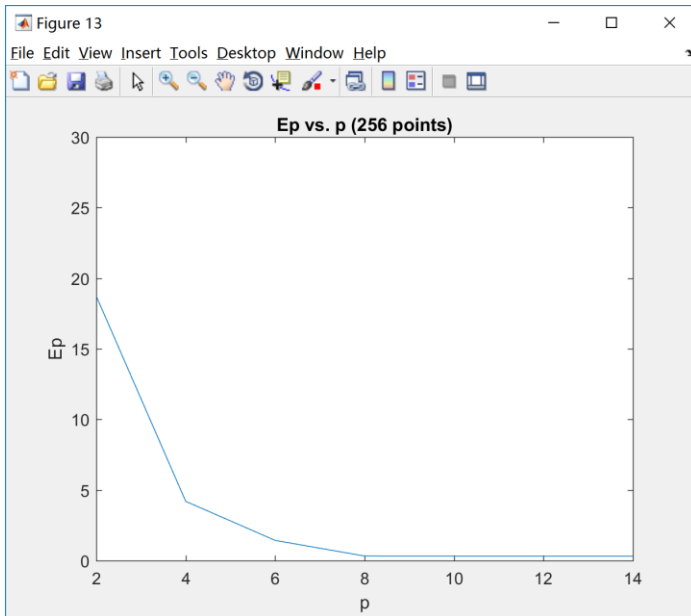 Figure 13
File Edit View Insert Tools Desktop Window Help
Ep vs. p (256 points)
30
25
20
15
10
5
0
Ep
2 4 6 8 10 12 14
p